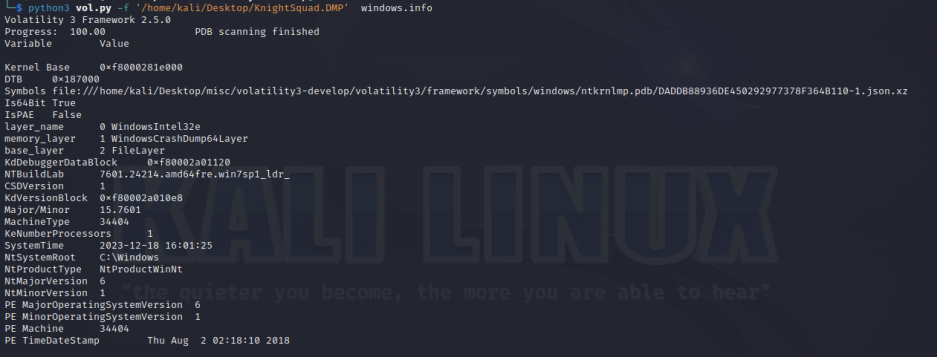 └─$ python3 vol.py -f '/home/kali/Desktop/KnightSquad.DMP' windows.info
Volatility 3 Framework 2.5.0
Progress: 100.00 PDB scanning finished
Variable Value
Kernel Base 0×f8000281e000
DTB 0×187000
Symbols file:///home/kali/Desktop/misc/volatility3-develop/volatility3/framework/symbols/windows/ntkrnlmp.pdb/DADDB88936DE450292977378F364B110-1.json.xz
Is64Bit True
IsPAE False
layer_name 0 WindowsIntel32e
memory_layer 1 WindowsCrashDump64Layer
base_layer 2 FileLayer
KdDebuggerDataBlock 0×f80002a01120
NTBuildLab 7601.24214.amd64fre.win7sp1_ldr_
CSDVersion 1
KdVersionBlock 0×f80002a010e8
Major/Minor 15.7601
MachineType 34404
KeNumberProcessors 1
SystemTime 2023-12-18 16:01:25
NtSystemRoot C:\Windows
NtProductType NtProductWinNt
NtMajorVersion 6
NtMinorVersion 1
PE MajorOperatingSystemVersion 6
PE MinorOperatingSystemVersion 1
PE Machine 34404
PE TimeDateStamp Thu Aug 2 02:18:10 2018
KALI LINUX
"the quieter you become, the more you are able to hear"